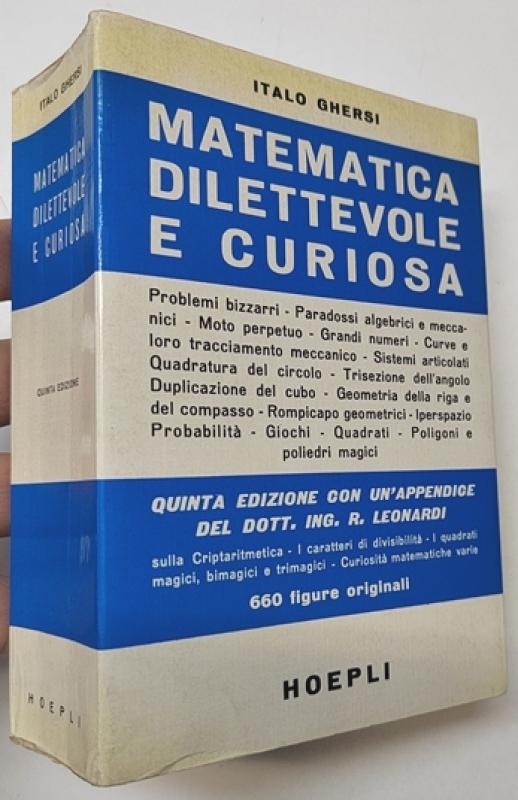 ITALO GHERSI
MATEMATICA
DILETTEVOLE
E CURIOSA
QUINTA EDIZIONE
HOEPLI
ITALO GHERSI
MATEMATICA
DILETTEVOLE
E CURIOSA
Problemi bizzarri - Paradossi algebrici e mecca-
nici - Moto perpetuo - Grandi numeri - Curve e
loro tracciamento meccanico - Sistemi articolati
Quadratura del circolo - Trisezione dell'angolo
Duplicazione del cubo - Geometria della riga e
del compasso - Rompicapo geometrici - Iperspazio
Probabilità - Giochi - Quadrati - Poligoni e
poliedri magici
QUINTA EDIZIONE CON UN'APPENDICE
DEL DOTT. ING. R. LEONARDI
sulla Criptaritmetica - I caratteri di divisibilità - I quadrati
magici, bimagici e trimagici - Curiosità matematiche varie
660 figure originali
HOEPLI